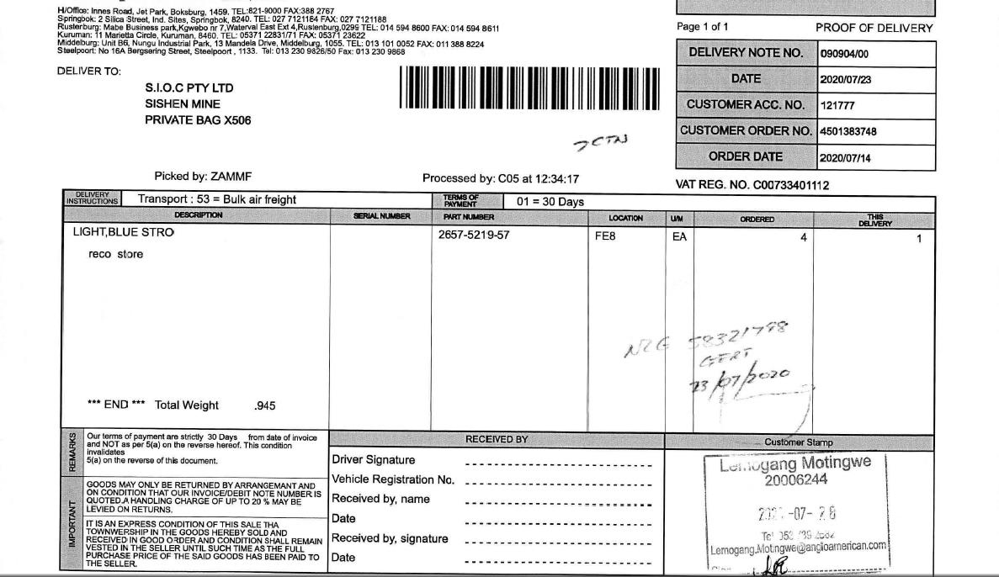 H/Office: Innes Road, Jet Park, Boksburg, 1459. TEL:821-9000 FAX:388 2767
Springbok: 2 Silica Street, Ind. Sites, Springbok, 8240. TEL: 027 7121184 FAX: 027 7121188
Rustenburg: Mabe Business park,Kgwebo nr 7,Waterval East Ext 4,Rustenburg,0299 TEL: 014 594 8600 FAX: 014 594 8611
Kuruman: 11 Marietta Circle, Kuruman, 8460. TEL: 05371 22831/71 FAX: 05371 23622
Middelburg: Unit B6, Nungu Industrial Park, 13 Mandela Drive, Middelburg, 1055. TEL: 013 101 0052 FAX: 011 388 8224
Steelpoort: No 16A Bergsering Street, Steelpoort , 1133. Tel: 013 230 9826/50 Fax: 013 230 9868
Page 1 of 1 PROOF OF DELIVERY
DELIVERY NOTE NO. 090904/00
DATE 2020/07/23
CUSTOMER ACC. NO. 121777
CUSTOMER ORDER NO. 4501383748
ORDER DATE 2020/07/14
VAT REG. NO. C00733401112
DELIVER TO:
S.I.O.C PTY LTD
SISHEN MINE
PRIVATE BAG X506
CTN
Picked by: ZAMMF Processed by: C05 at 12:34:17
DELIVERY INSTRUCTIONS Transport : 53 = Bulk air freight TERMS OF PAYMENT 01 = 30 Days
DESCRIPTION SERIAL NUMBER PART NUMBER LOCATION U/M ORDERED THIS DELIVERY
LIGHT,BLUE STRO 2657-5219-57 FE8 EA 4 1
reco store
58321798
GERT
23/07/2020
*** END *** Total Weight .945
REMARKS
Our terms of payment are strictly 30 Days from date of invoice
and NOT as per 5(a) on the reverse hereof. This condition
invalidates
5(a) on the reverse of this document.
IMPORTANT
GOODS MAY ONLY BE RETURNED BY ARRANGEMANT AND
ON CONDITION THAT OUR INVOICE/DEBIT NOTE NUMBER IS
QUOTED.A HANDLING CHARGE OF UP TO 20 % MAY BE
LEVIED ON RETURNS.
IT IS AN EXPRESS CONDITION OF THIS SALE THA
TOWNWERSHIP IN THE GOODS HEREBY SOLD AND
RECEIVED IN GOOD ORDER AND CONDITION SHALL REMAIN
VESTED IN THE SELLER UNTIL SUCH TIME AS THE FULL
PURCHASE PRICE OF THE SAID GOODS HAS BEEN PAID TO
THE SELLER.
RECEIVED BY
Driver Signature
Vehicle Registration No.
Received by, name
Date
Received by, signature
Date
Customer Stamp
Lemogang Motingwe
20006244
-07- 28
Tel
Lemogang.Motingwe@angloamerican.com